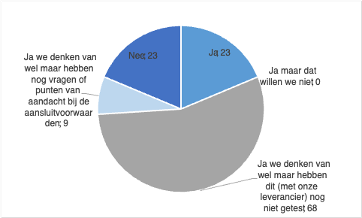 Nee; 23
Ja; 23
Ja we denken van
wel maar hebben
nog vragen of
punten van
aandacht bij de
aansluitvoorwaar
den; 9
Ja maar dat
willen we niet; 0
Ja we denken van
wel maar hebben
dit (met onze
leverancier) nog
niet getest; 68